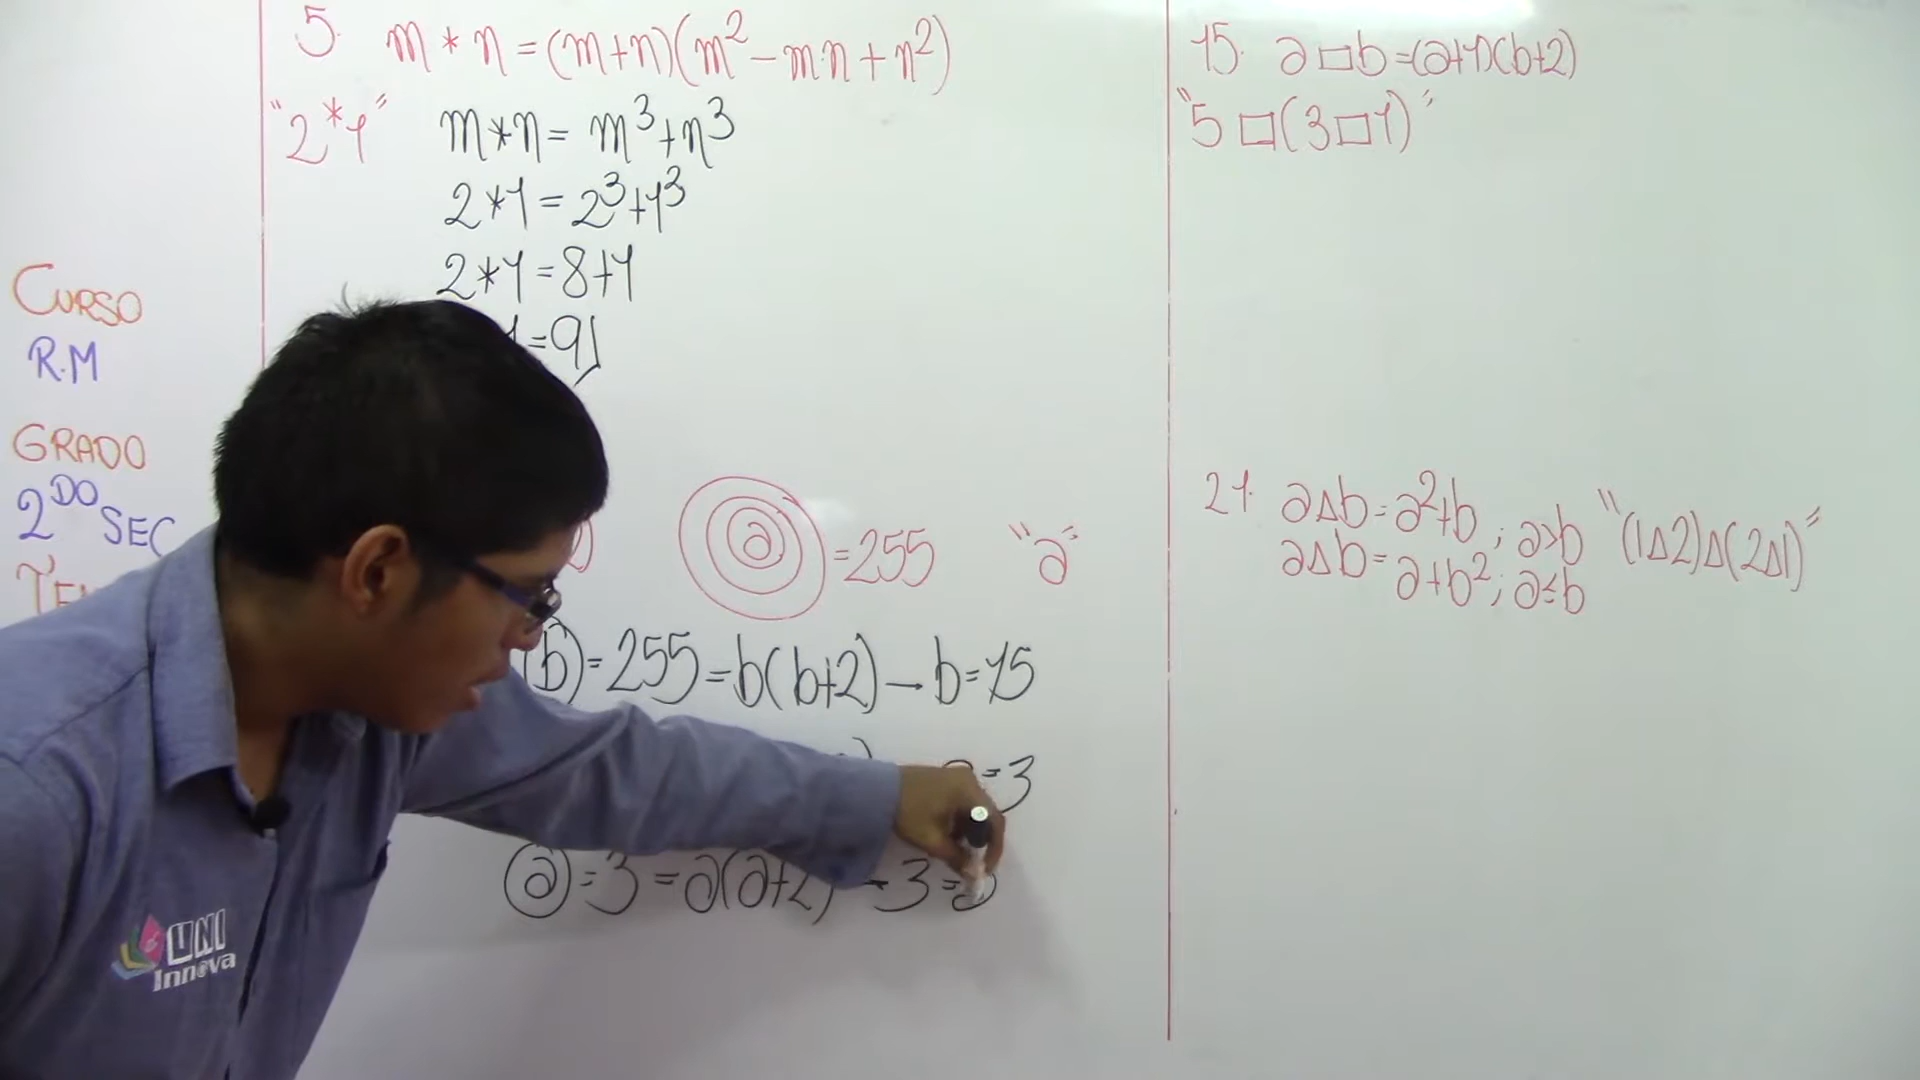 CURSO
R.M
GRADO
2DO SEC
5. m * n = (m+n)(m² - m.n + n²)
"2*1" m*n = m³+n³
2*1 = 2³+1³
2*1 = 8+1
= 9
a = 255 "a"
(b) = 255 = b(b+2) → b = 15
= 3
a = 3 = a(a+2) 3 = a
15. a□b = (a+1)(b+2)
"5□(3□1)"
21. a∆b = a²+b ; a>b "(1∆2)∆(2∆1)"
a∆b = a+b² ; a≤b
UNI
Innova